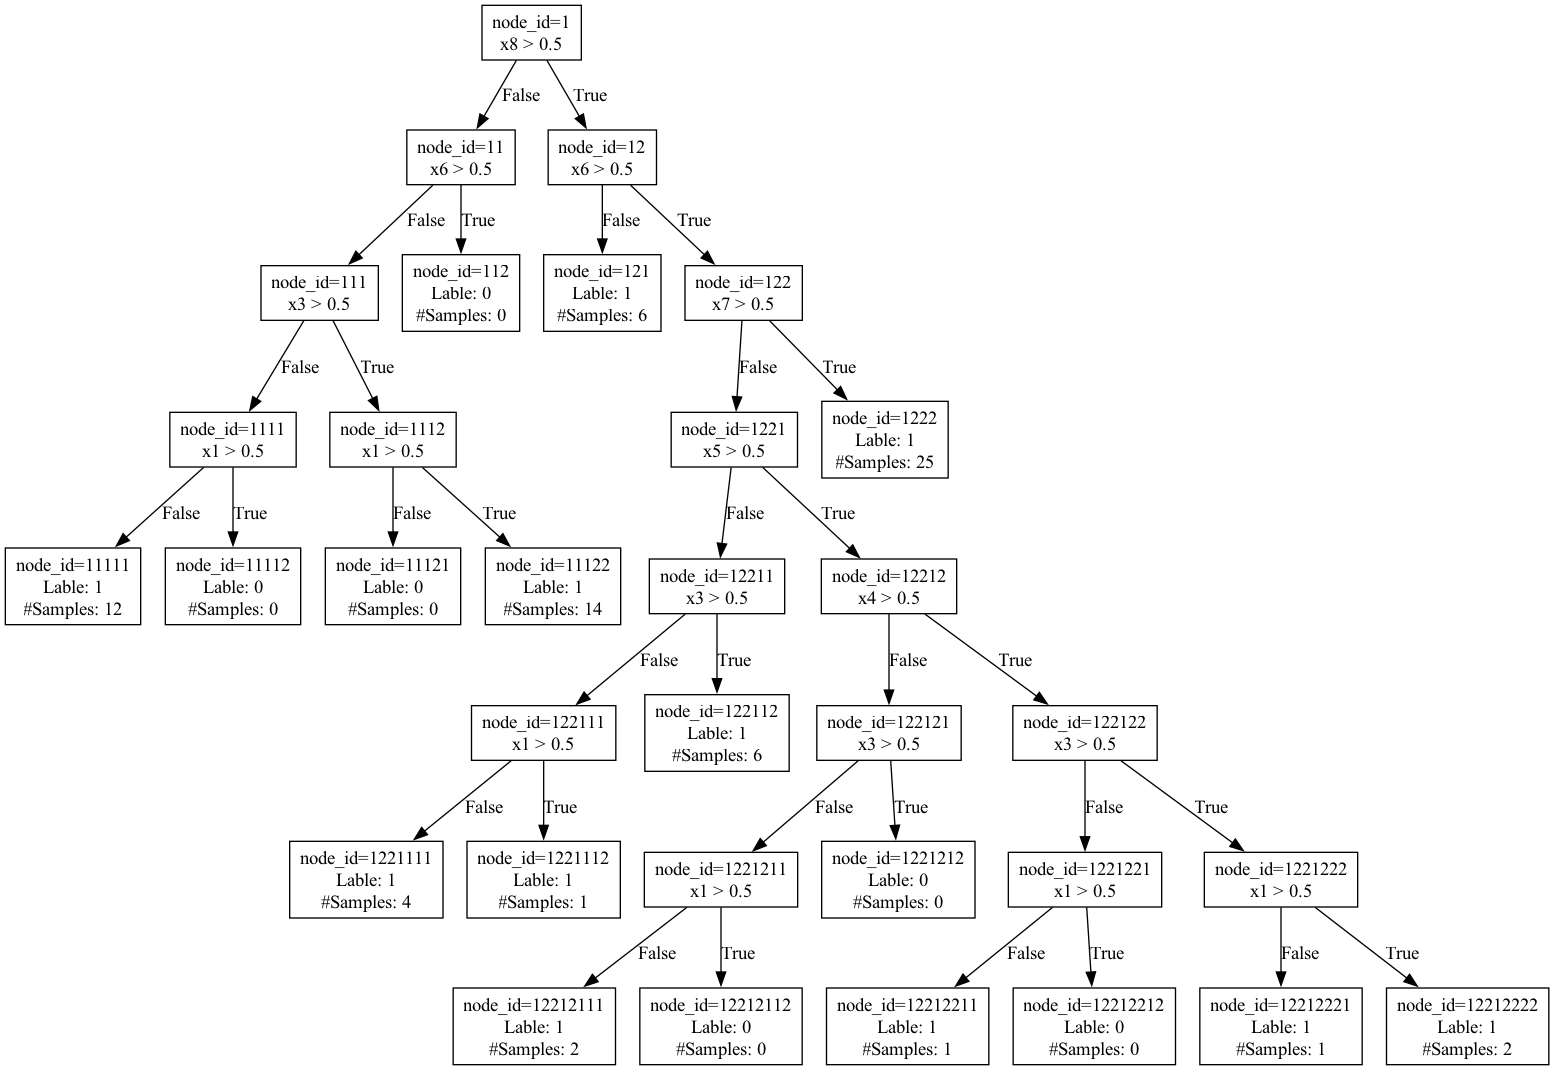 node_id=1
x8 > 0.5
False
True
node_id=11
x6 > 0.5
node_id=12
x6 > 0.5
False
True
False
True
node_id=111
x3 > 0.5
node_id=112
Lable: 0
#Samples: 0
node_id=121
Lable: 1
#Samples: 6
node_id=122
x7 > 0.5
False
True
False
True
node_id=1111
x1 > 0.5
node_id=1112
x1 > 0.5
node_id=1221
x5 > 0.5
node_id=1222
Lable: 1
#Samples: 25
False
True
False
True
False
True
node_id=11111
Lable: 1
#Samples: 12
node_id=11112
Lable: 0
#Samples: 0
node_id=11121
Lable: 0
#Samples: 0
node_id=11122
Lable: 1
#Samples: 14
node_id=12211
x3 > 0.5
node_id=12212
x4 > 0.5
False
True
False
True
node_id=122111
x1 > 0.5
node_id=122112
Lable: 1
#Samples: 6
node_id=122121
x3 > 0.5
node_id=122122
x3 > 0.5
False
True
False
True
False
True
node_id=1221111
Lable: 1
#Samples: 4
node_id=1221112
Lable: 1
#Samples: 1
node_id=1221211
x1 > 0.5
node_id=1221212
Lable: 0
#Samples: 0
node_id=1221221
x1 > 0.5
node_id=1221222
x1 > 0.5
False
True
False
True
False
True
node_id=12212111
Lable: 1
#Samples: 2
node_id=12212112
Lable: 0
#Samples: 0
node_id=12212211
Lable: 1
#Samples: 1
node_id=12212212
Lable: 0
#Samples: 0
node_id=12212221
Lable: 1
#Samples: 1
node_id=12212222
Lable: 1
#Samples: 2